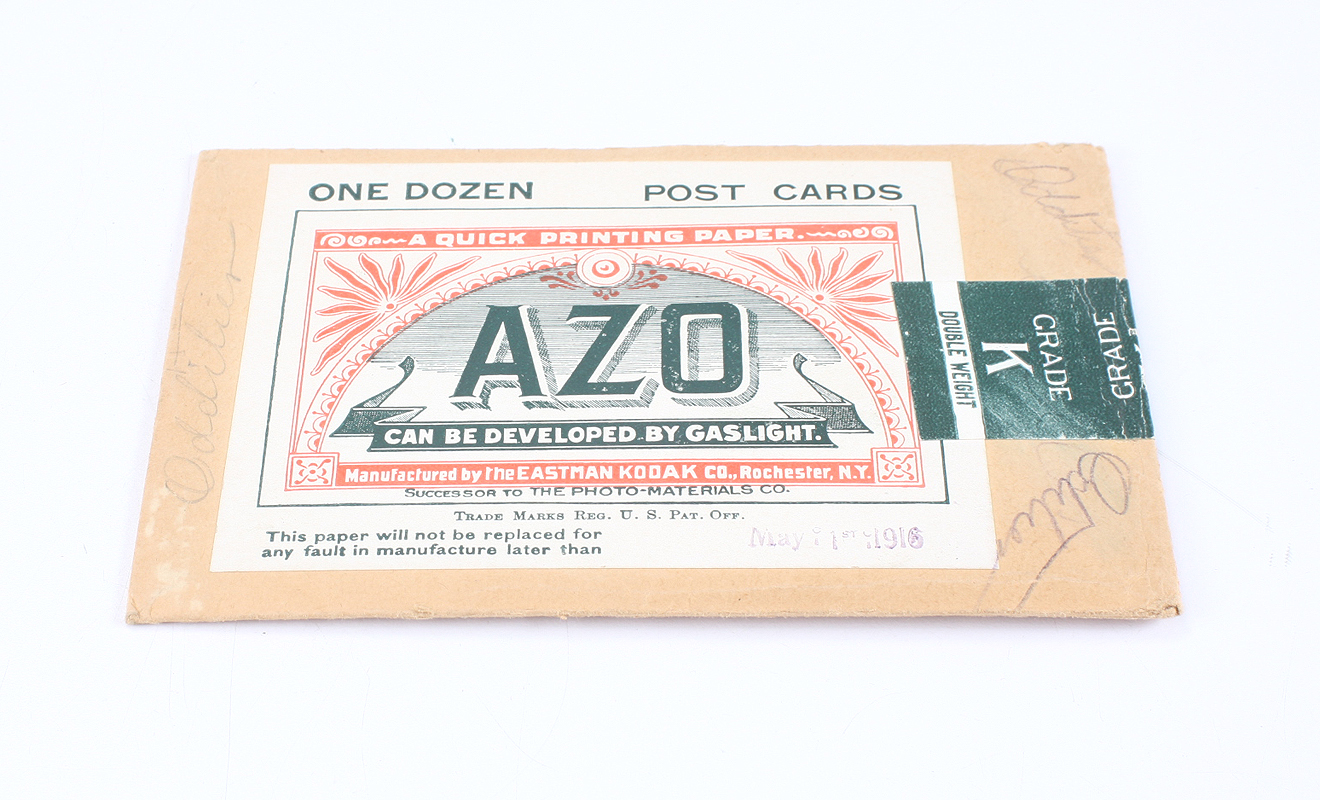 ONE DOZEN POST CARDS
A QUICK PRINTING PAPER.
AZO
CAN BE DEVELOPED BY GASLIGHT.
Manufactured by the EASTMAN KODAK CO., Rochester, N.Y.
SUCCESSOR TO THE PHOTO-MATERIALS CO.
TRADE MARKS REG. U. S. PAT. OFF.
This paper will not be replaced for
any fault in manufacture later than
May 1ST 1916
DOUBLE WEIGHT
K
GRADE
GRADE